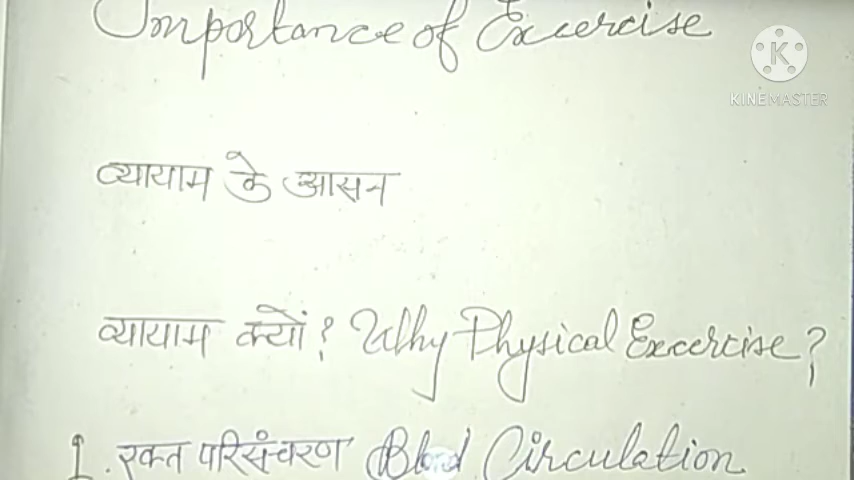 Importance of Excercise
KINEMASTER
व्यायाम के आसन
व्यायाम क्यों? Why Physical Excercise?
1. रक्त परिसंचरण Blood Circulation